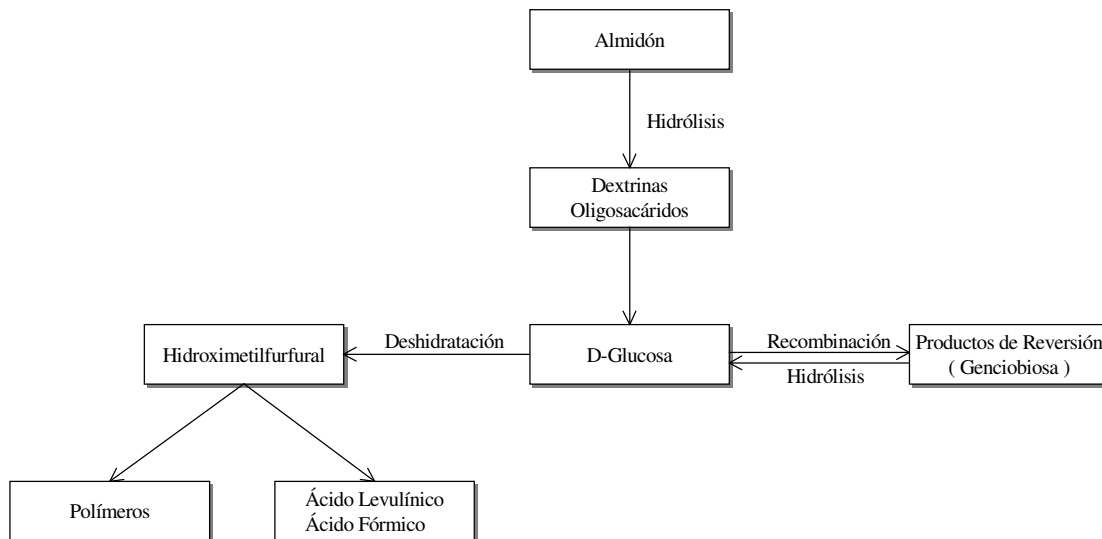 Almidón
Hidrólisis
Dextrinas
Oligosacáridos
Hidroximetilfurfural
Deshidratación
D-Glucosa
Recombinación
Hidrólisis
Productos de Reversión
( Genciobiosa )
Polímeros
Ácido Levulínico
Ácido Fórmico